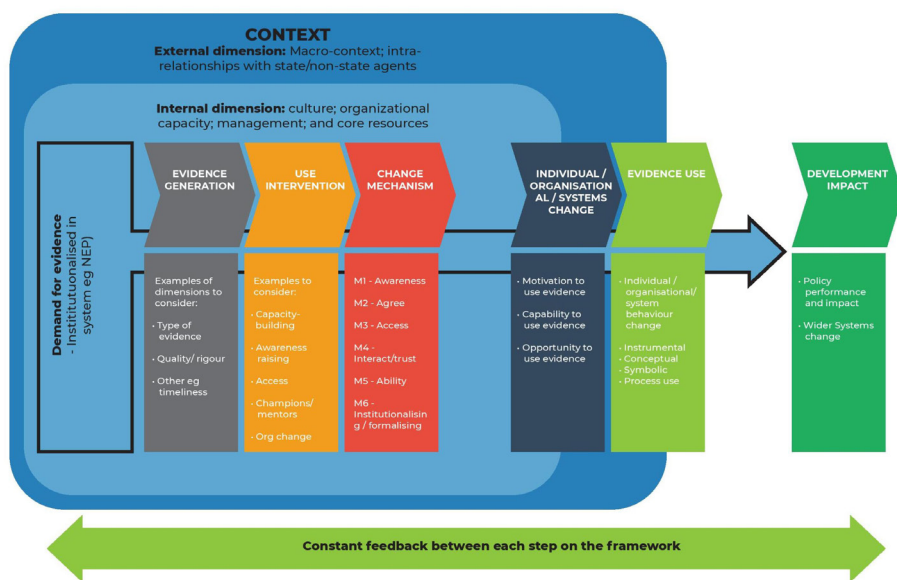 CONTEXT
External dimension: Macro-context; intra-
relationships with state/non-state agents
Internal dimension: culture; organizational
capacity; management; and core resources
Demand for evidence
- Instititutuonalised in
system eg NEP)
EVIDENCE
GENERATION
Examples of
dimensions to
consider:
• Type of
evidence
• Quality/ rigour
• Other eg
timeliness
USE
INTERVENTION
Examples to
consider:
• Capacity-
building
• Awareness
raising
• Access
• Champions/
mentors
• Org change
CHANGE
MECHANISM
M1 - Awareness
M2 - Agree
M3 - Access
M4 -
Interact/trust
M5 - Ability
M6 -
Institutionalisin
g / formalising
INDIVIDUAL /
ORGANISATION
AL / SYSTEMS
CHANGE
• Motivation to
use evidence
• Capability to
use evidence
• Opportunity to
use evidence
EVIDENCE USE
• Individual /
organisational/
system
behaviour
change
• Instrumental
• Conceptual
• Symbolic
• Process use
DEVELOPMENT
IMPACT
• Policy
performance
and impact
• Wider Systems
change
Constant feedback between each step on the framework